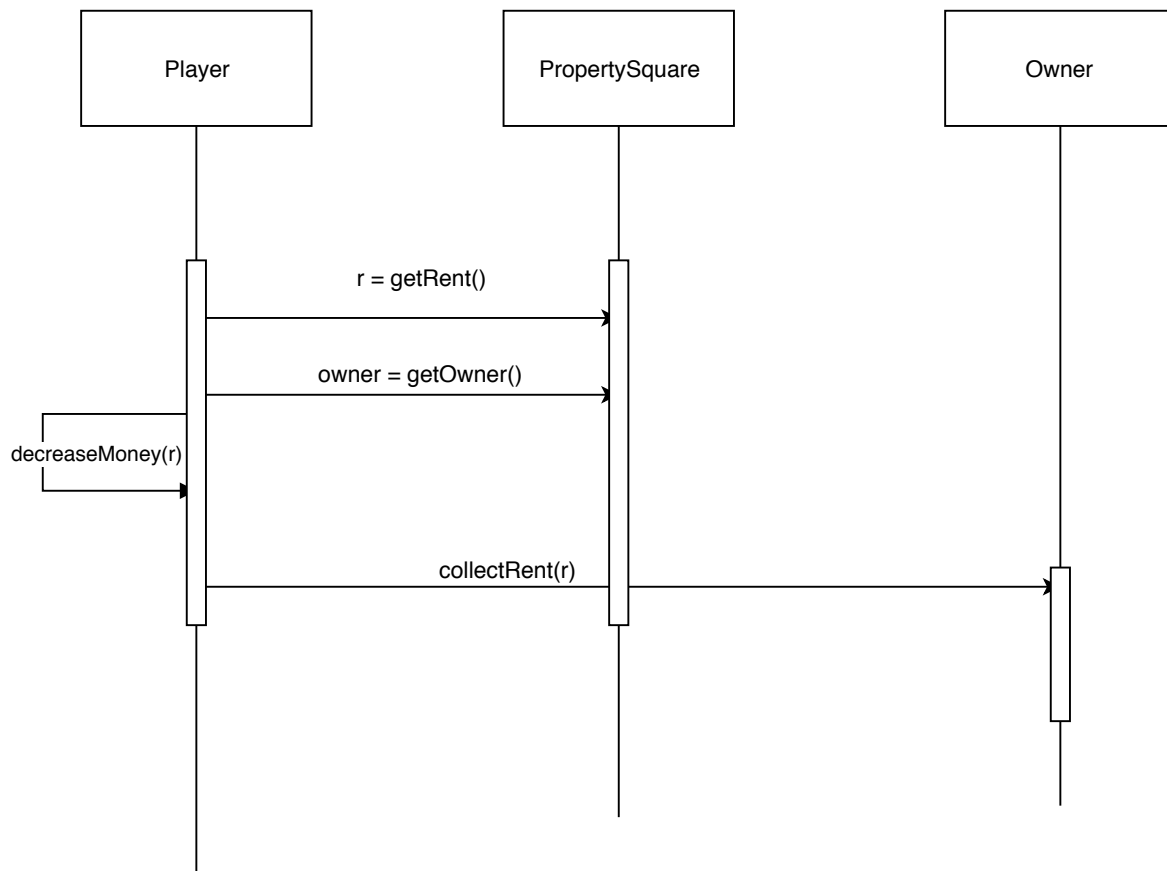 Player
PropertySquare
Owner
r = getRent()
owner = getOwner()
decreaseMoney(r)
collectRent(r)